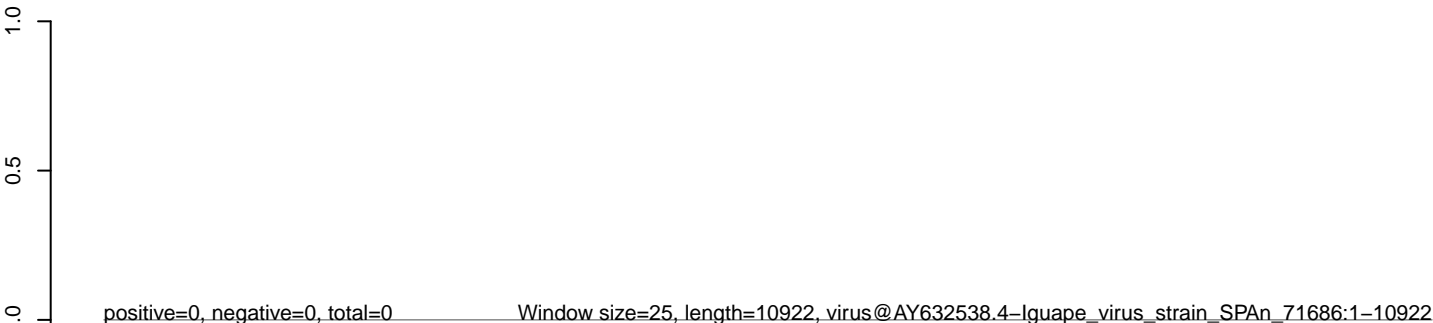 1.0
0.5
.0
positive=0, negative=0, total=0 Window size=25, length=10922, virus@AY632538.4−Iguape_virus_strain_SPAn_71686:1−10922